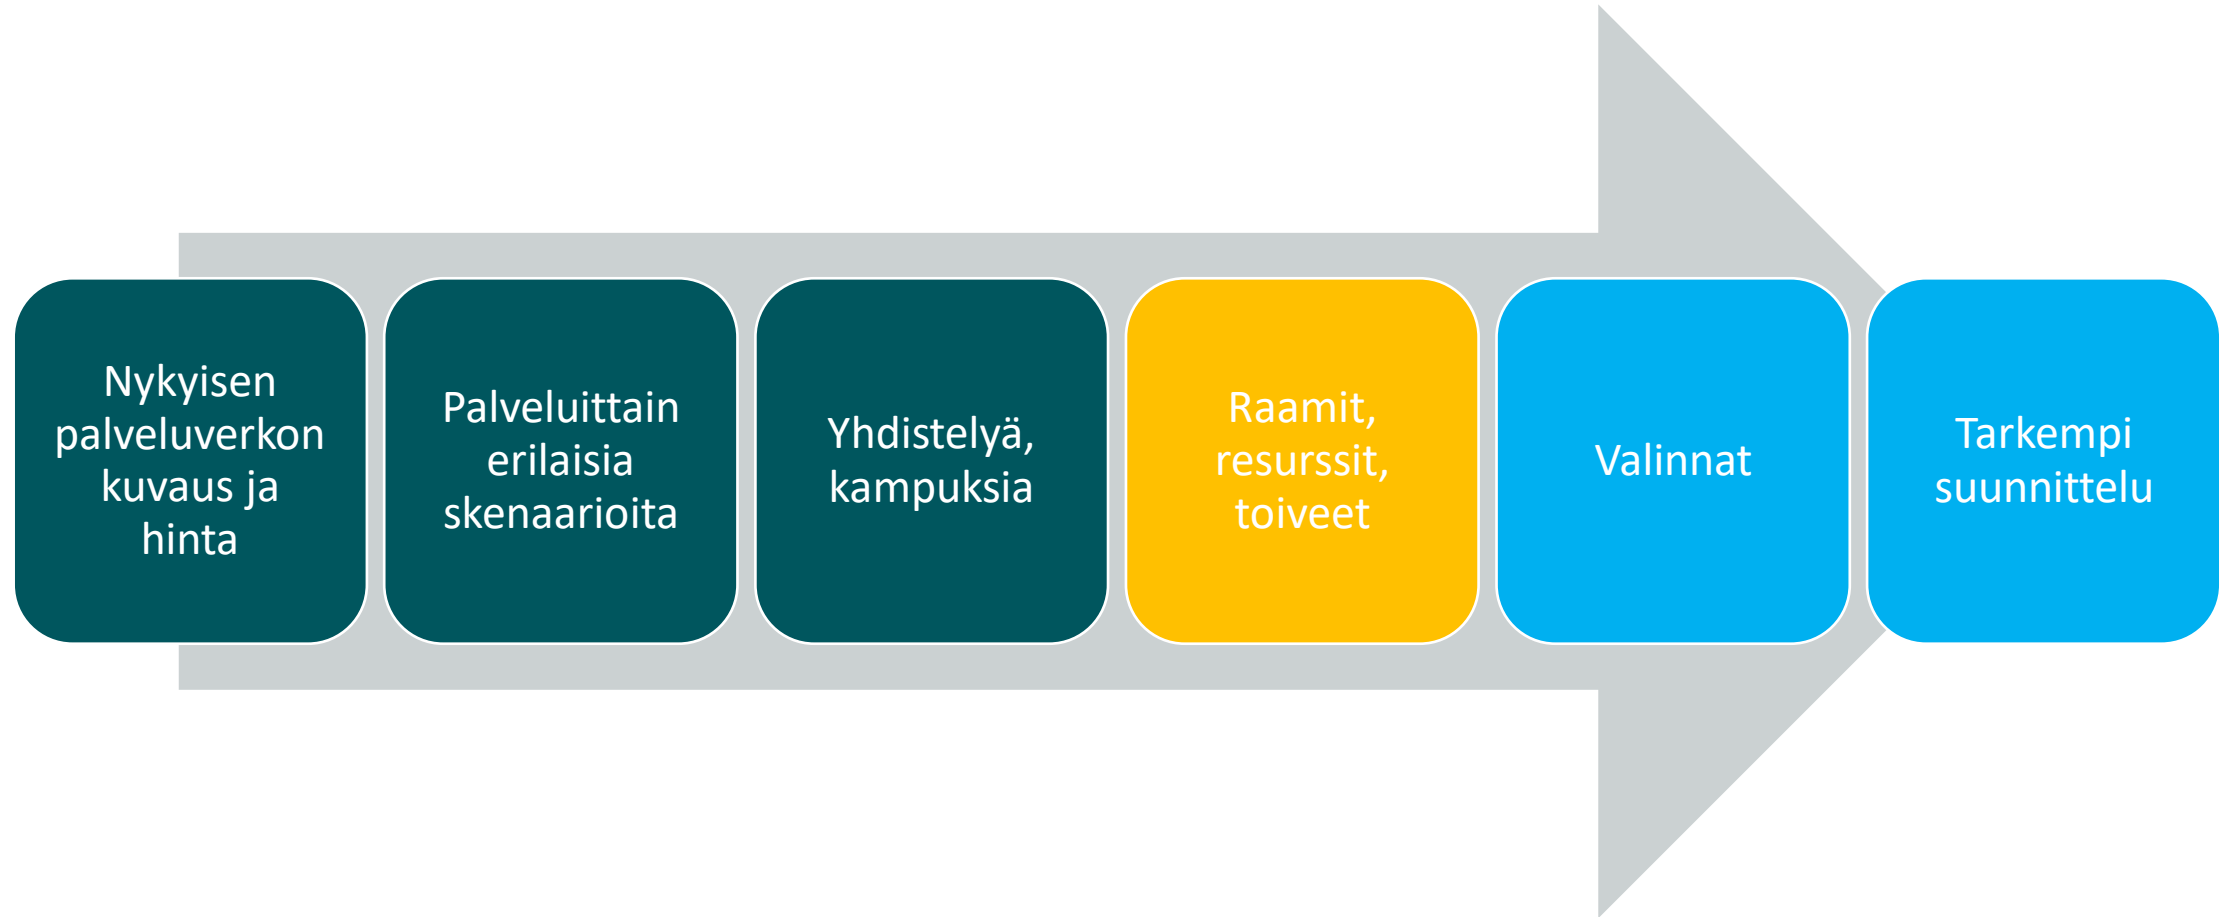 Nykyisen
palveluverkon
kuvaus ja
hinta
Palveluittain
erilaisia
skenaarioita
Yhdistelyä,
kampuksia
Raamit,
resurssit,
toiveet
Valinnat
Tarkempi
suunnittelu